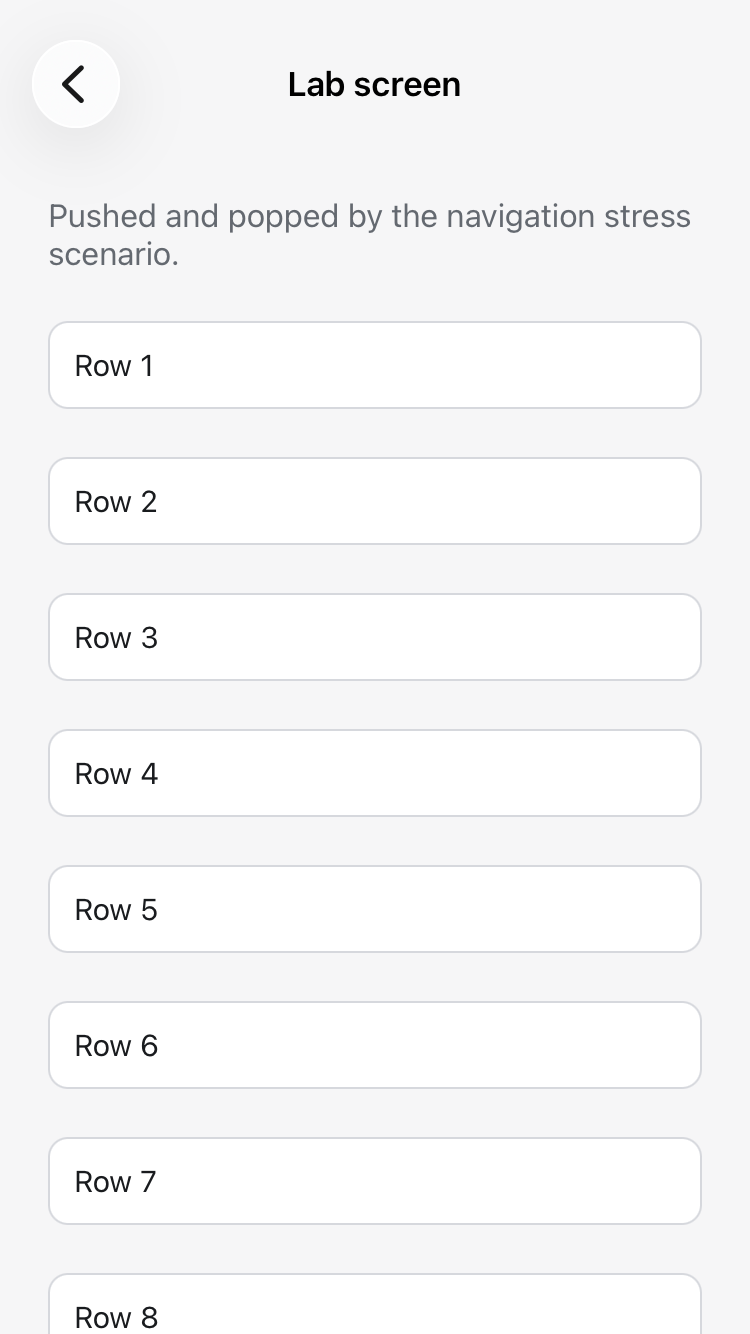 Lab screen
Pushed and popped by the navigation stress
scenario.
Row 1
Row 2
Row 3
Row 4
Row 5
Row 6
Row 7
Row 8